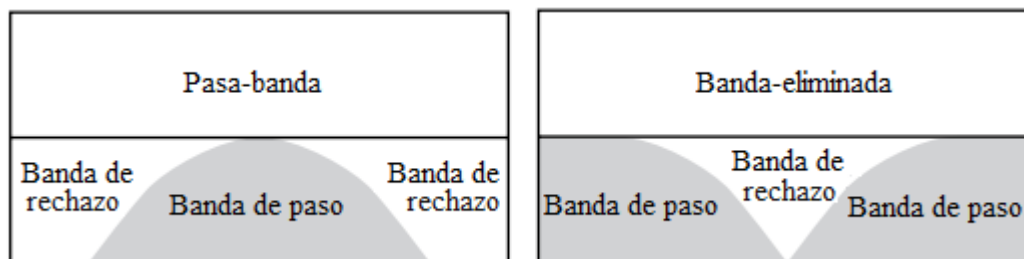 Pasa-banda
Banda de
rechazo
Banda de paso
Banda de
rechazo
Banda-eliminada
Banda de paso
Banda de
rechazo
Banda de paso